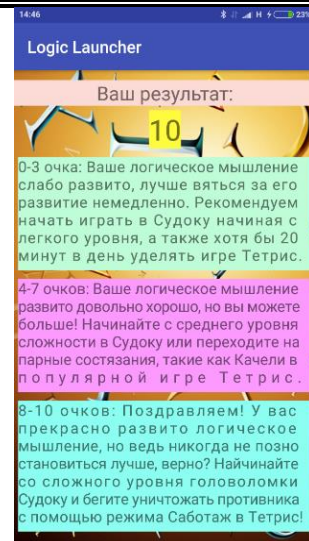 14:46
H
23%
Logic Launcher
Ваш результат:
10
0-3 очка: Ваше логическое мышление
слабо развито, лучше вяться за его
развитие немедленно. Рекомендуем
начать играть в Судоку начиная с
легкого уровня, а также хотя бы 20
минут в день уделять игре Тетрис.
4-7 очков: Ваше логическое мышление
развито довольно хорошо, но вы можете
больше! Начинайте с среднего уровня
сложности в Судоку или переходите на
парные состязания, такие как Качели в
популярной игре Тетрис.
8-10 очков: Поздравляем! У вас
прекрасно развито логическое
мышление, но ведь никогда не позно
становиться лучше, верно? Найчинайте
со сложного уровня головоломки
Судоку и бегите уничтожать противника
с помощью режима Саботаж в Тетрис!